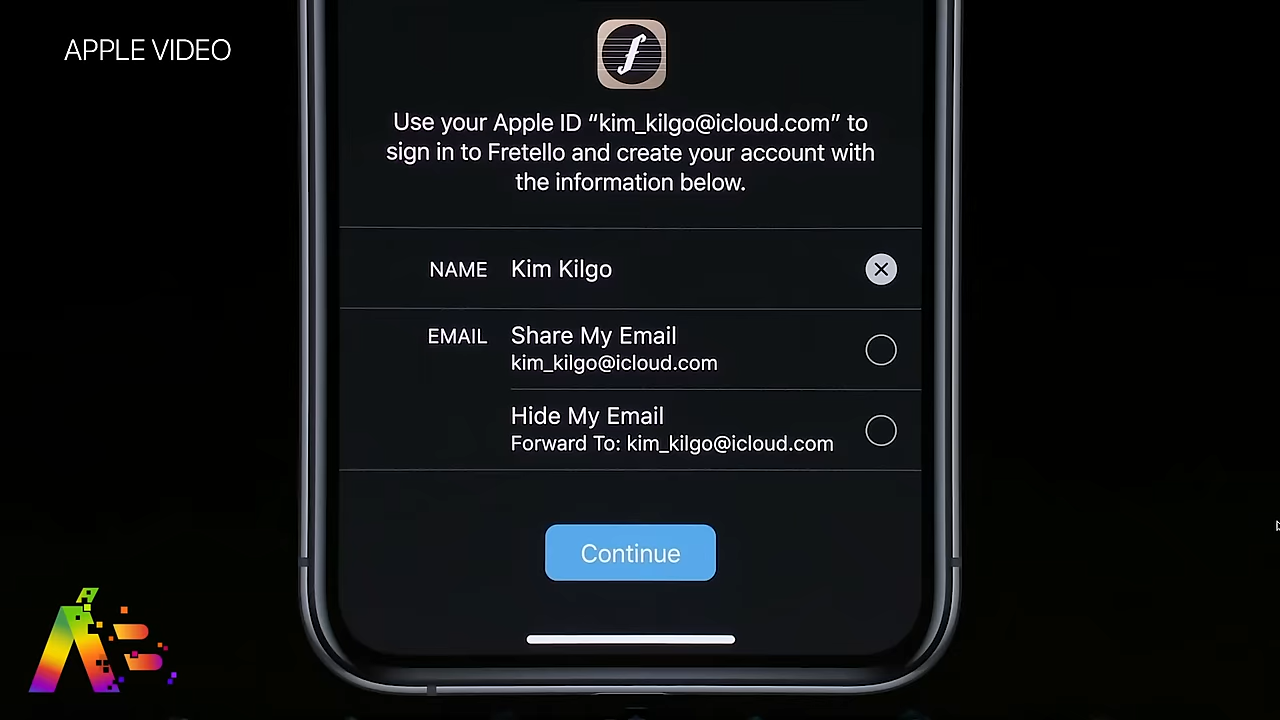 APPLE VIDEO
Use your Apple ID “kim_kilgo@icloud.com” to
sign in to Fretello and create your account with
the information below.
NAME Kim Kilgo
EMAIL Share My Email
kim_kilgo@icloud.com
Hide My Email
Forward To: kim_kilgo@icloud.com
Continue